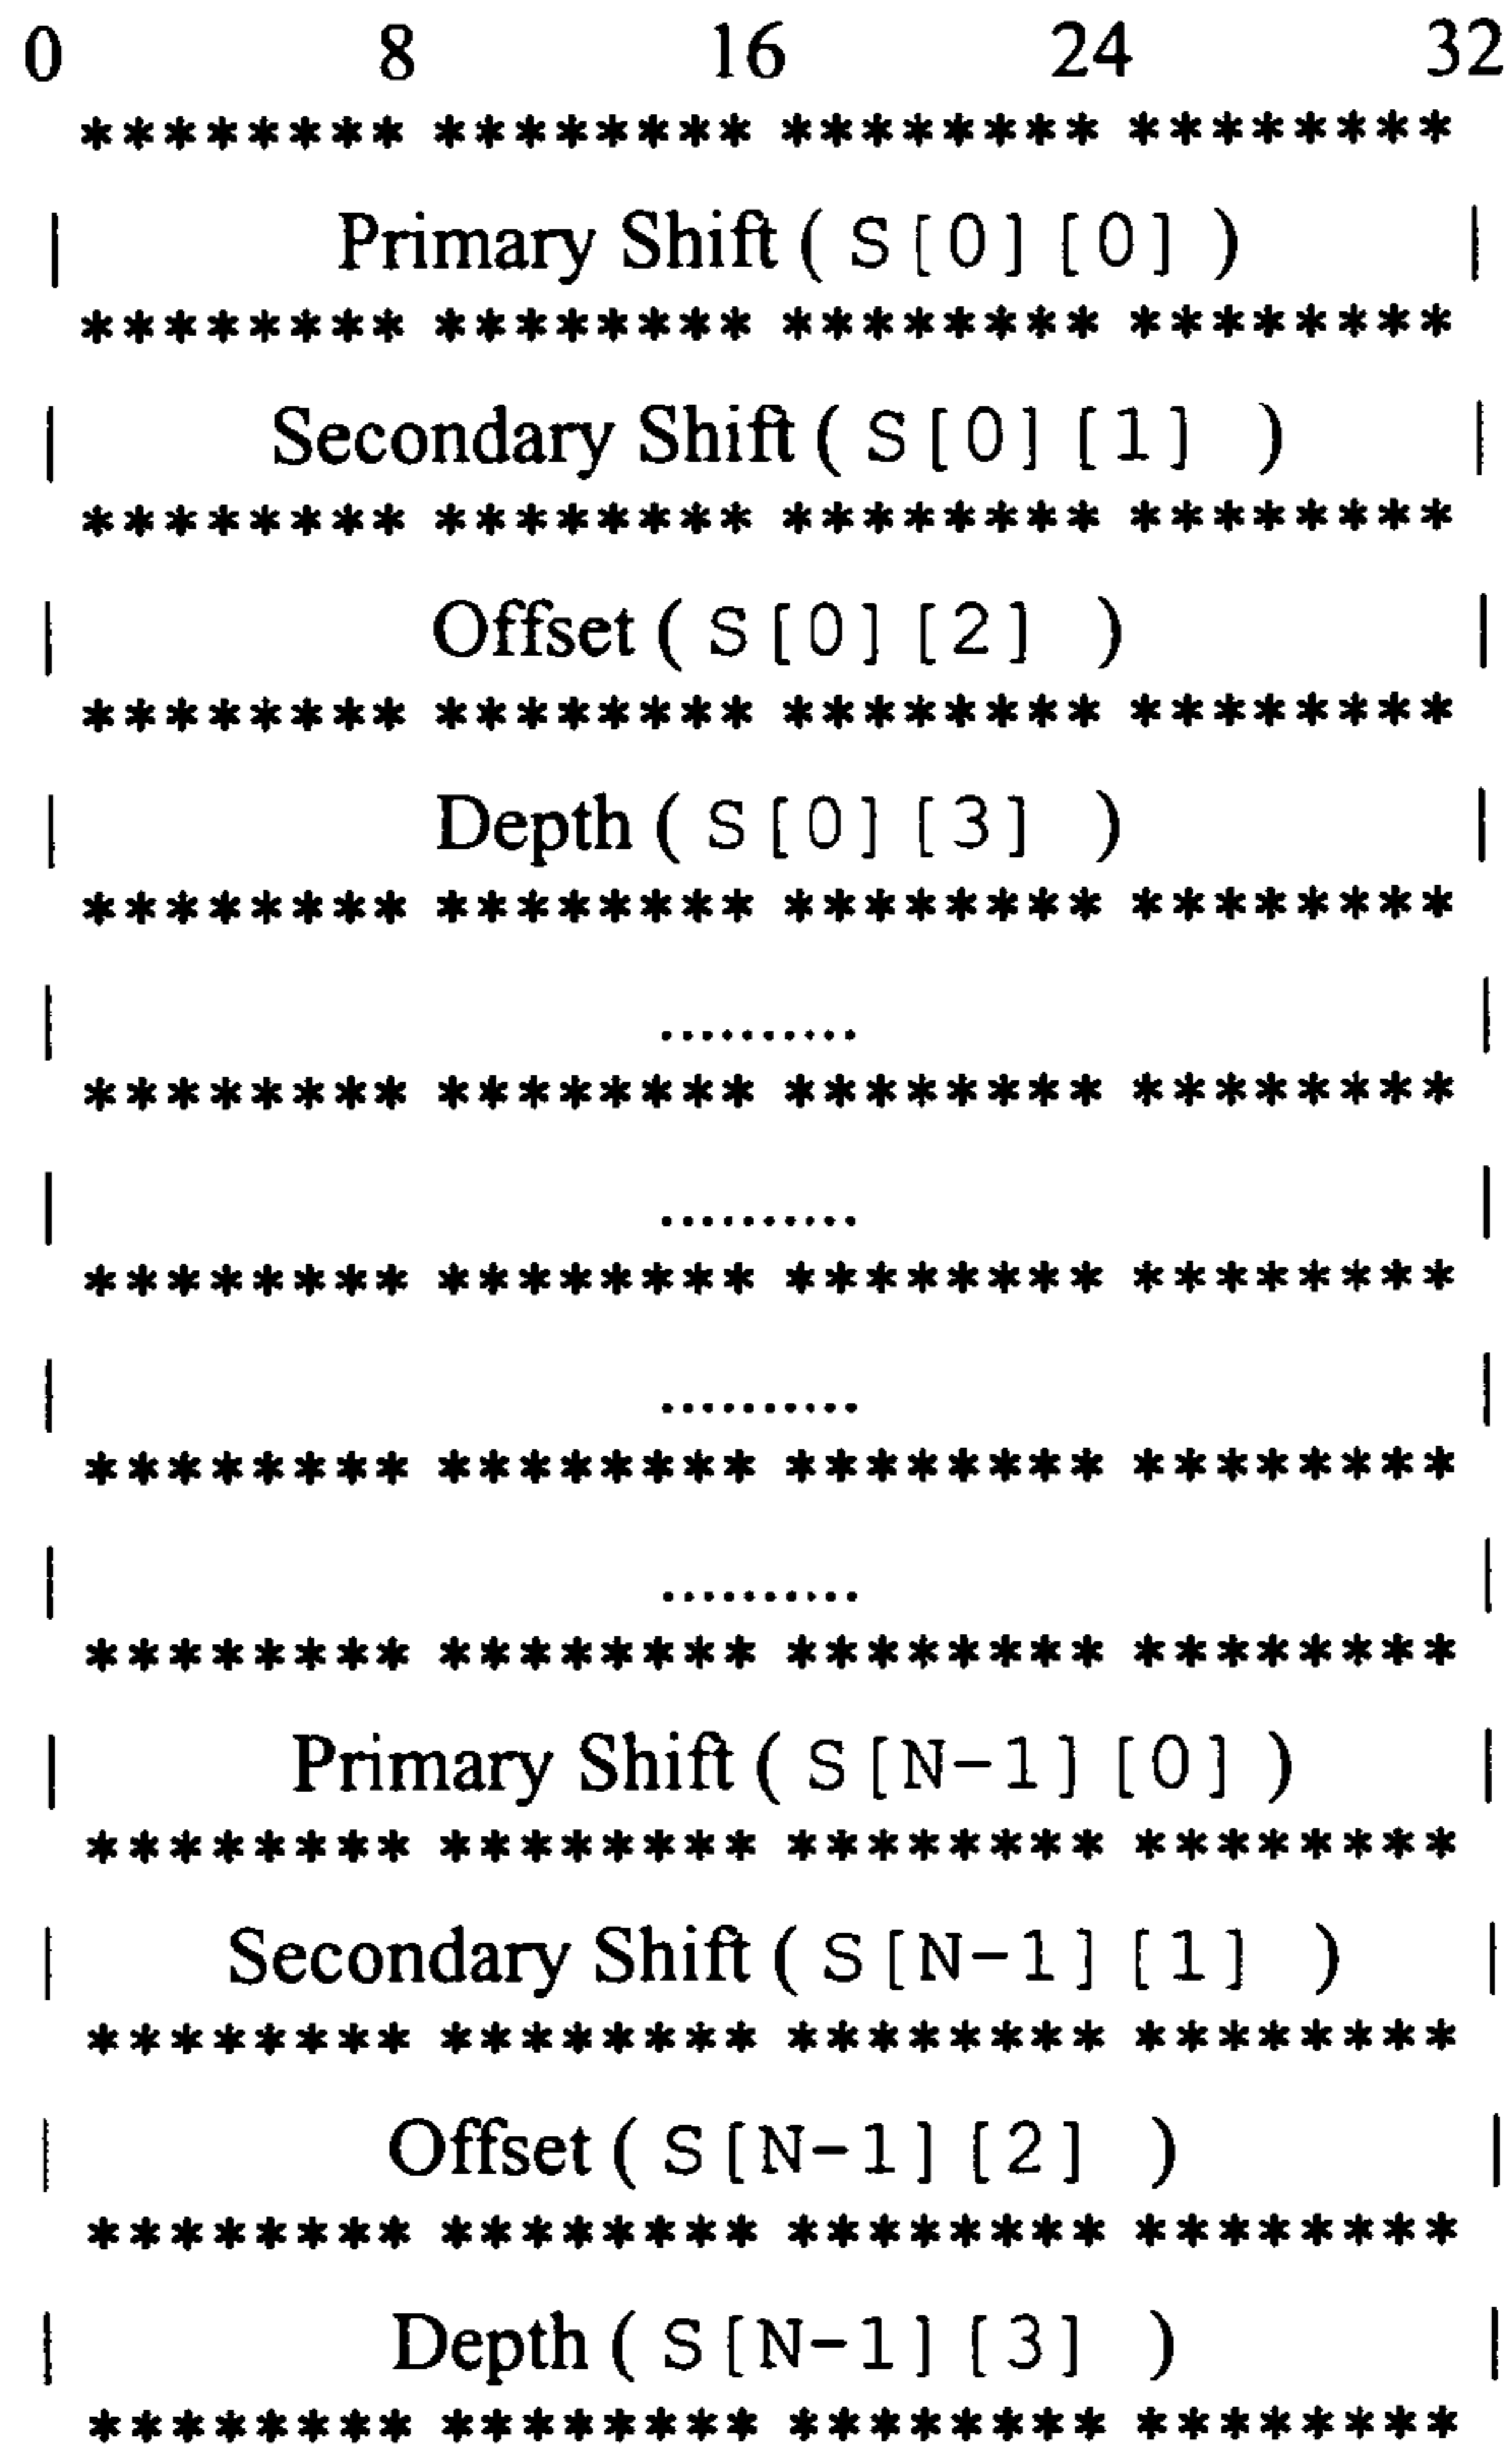 0 8 16 24 32
******** ******** ******** ********
| Primary Shift ( S[0][0] ) |
******** ******** ******** ********
| Secondary Shift ( S[0][1] ) |
******** ******** ******** ********
| Offset ( S[0][2] ) |
******** ******** ******** ********
| Depth ( S[0][3] ) |
******** ******** ******** ********
| .......... |
******** ******** ******** ********
| .......... |
******** ******** ******** ********
| .......... |
******** ******** ******** ********
| .......... |
******** ******** ******** ********
| Primary Shift ( S[N-1][0] ) |
******** ******** ******** ********
| Secondary Shift ( S[N-1][1] ) |
******** ******** ******** ********
| Offset ( S[N-1][2] ) |
******** ******** ******** ********
| Depth ( S[N-1][3] ) |
******** ******** ******** ********